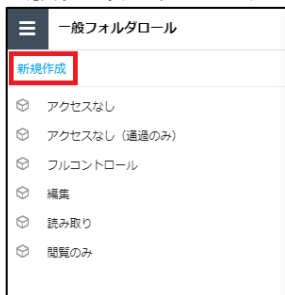 一般フォルダロール
新規作成
アクセスなし
アクセスなし（通過のみ）
フルコントロール
編集
読み取り
閲覧のみ